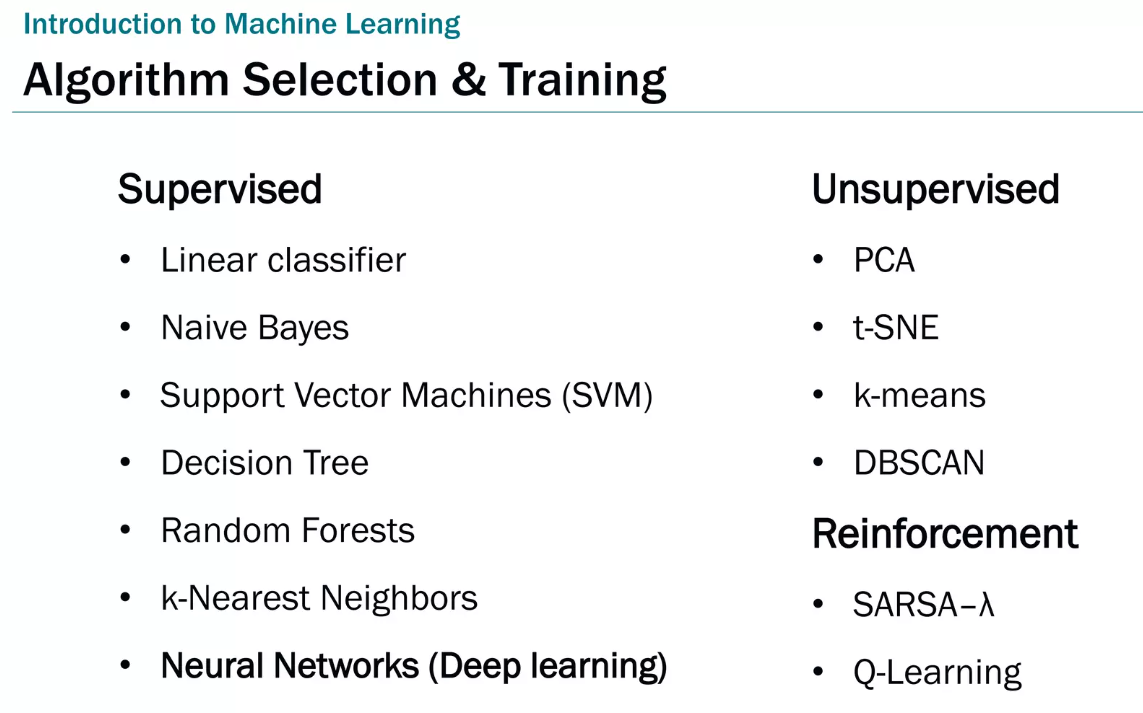 Introduction to Machine Learning
Algorithm Selection & Training
Supervised
• Linear classifier
• Naive Bayes
• Support Vector Machines (SVM)
• Decision Tree
• Random Forests
• k-Nearest Neighbors
• Neural Networks (Deep learning)
Unsupervised
• PCA
• t-SNE
• k-means
• DBSCAN
Reinforcement
• SARSA–λ
• Q-Learning